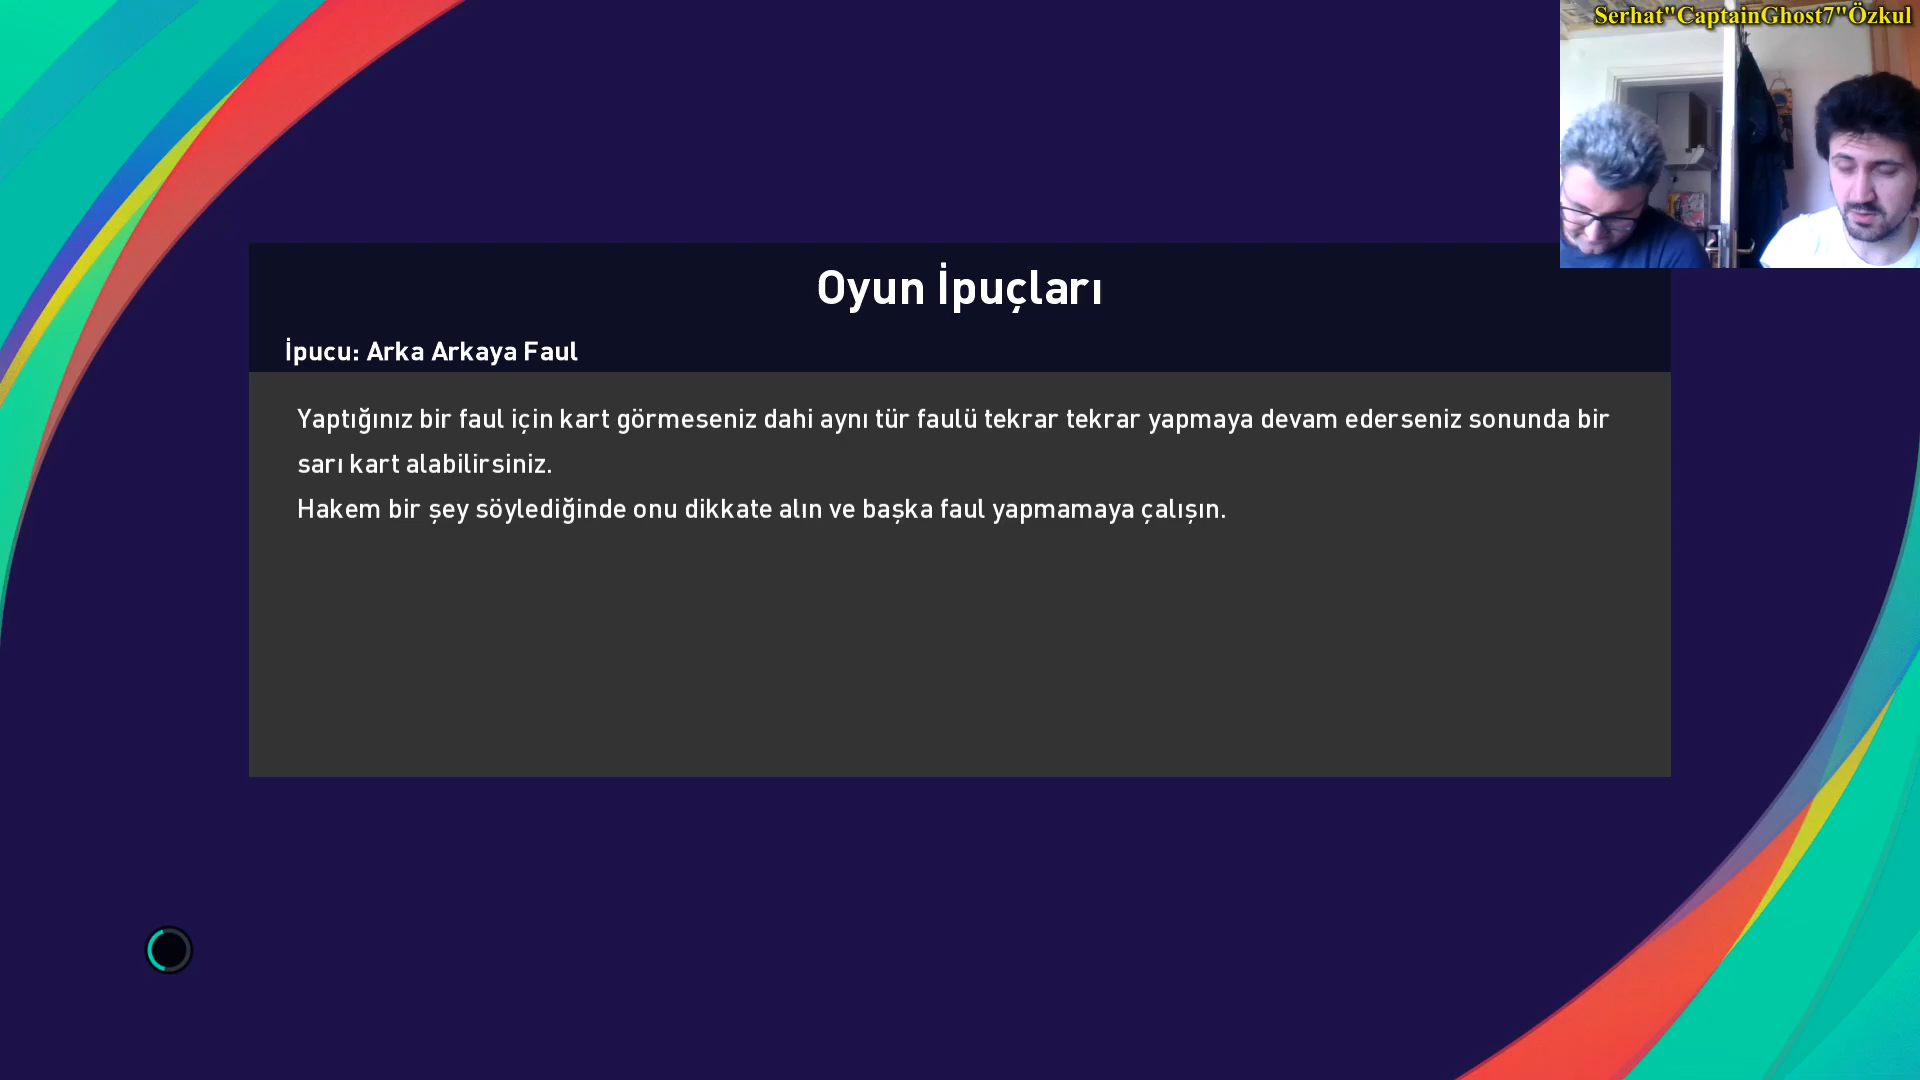 Serhat"CaptainGhost7"Özkul
Oyun İpuçları
İpucu: Arka Arkaya Faul
Yaptığınız bir faul için kart görmeseniz dahi aynı tür faulü tekrar tekrar yapmaya devam ederseniz sonunda bir
sarı kart alabilirsiniz.
Hakem bir şey söylediğinde onu dikkate alın ve başka faul yapmamaya çalışın.